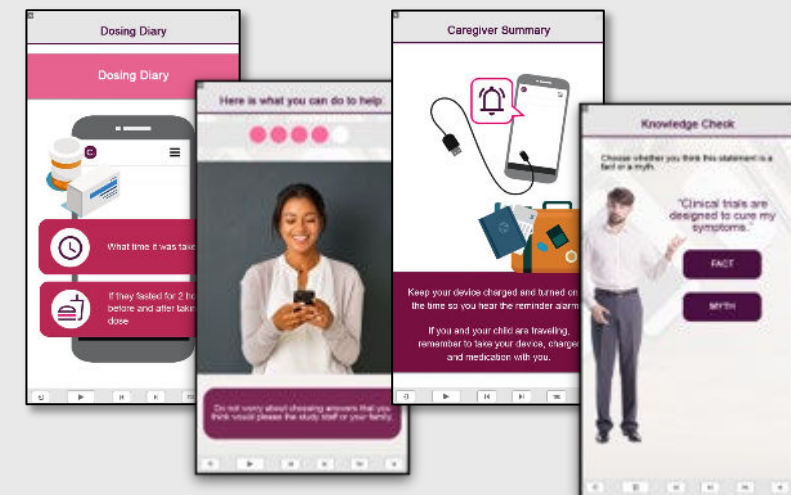 Dosing Diary
Dosing Diary
What time it was take
If they fasted for 2 ho
before and after takin
dose
Here is what you can do to help
Do not worry about choosing answers that you
think would please the study staff or your family.
Caregiver Summary
Keep your device charged and turned on
the time so you hear the reminder alarm
If you and your child are traveling,
remember to take your device, charger
and medication with you.
Knowledge Check
Choose whether you think this statement is a
fact or a myth.
"Clinical trials are
designed to cure my
symptoms."
FACT
MYTH